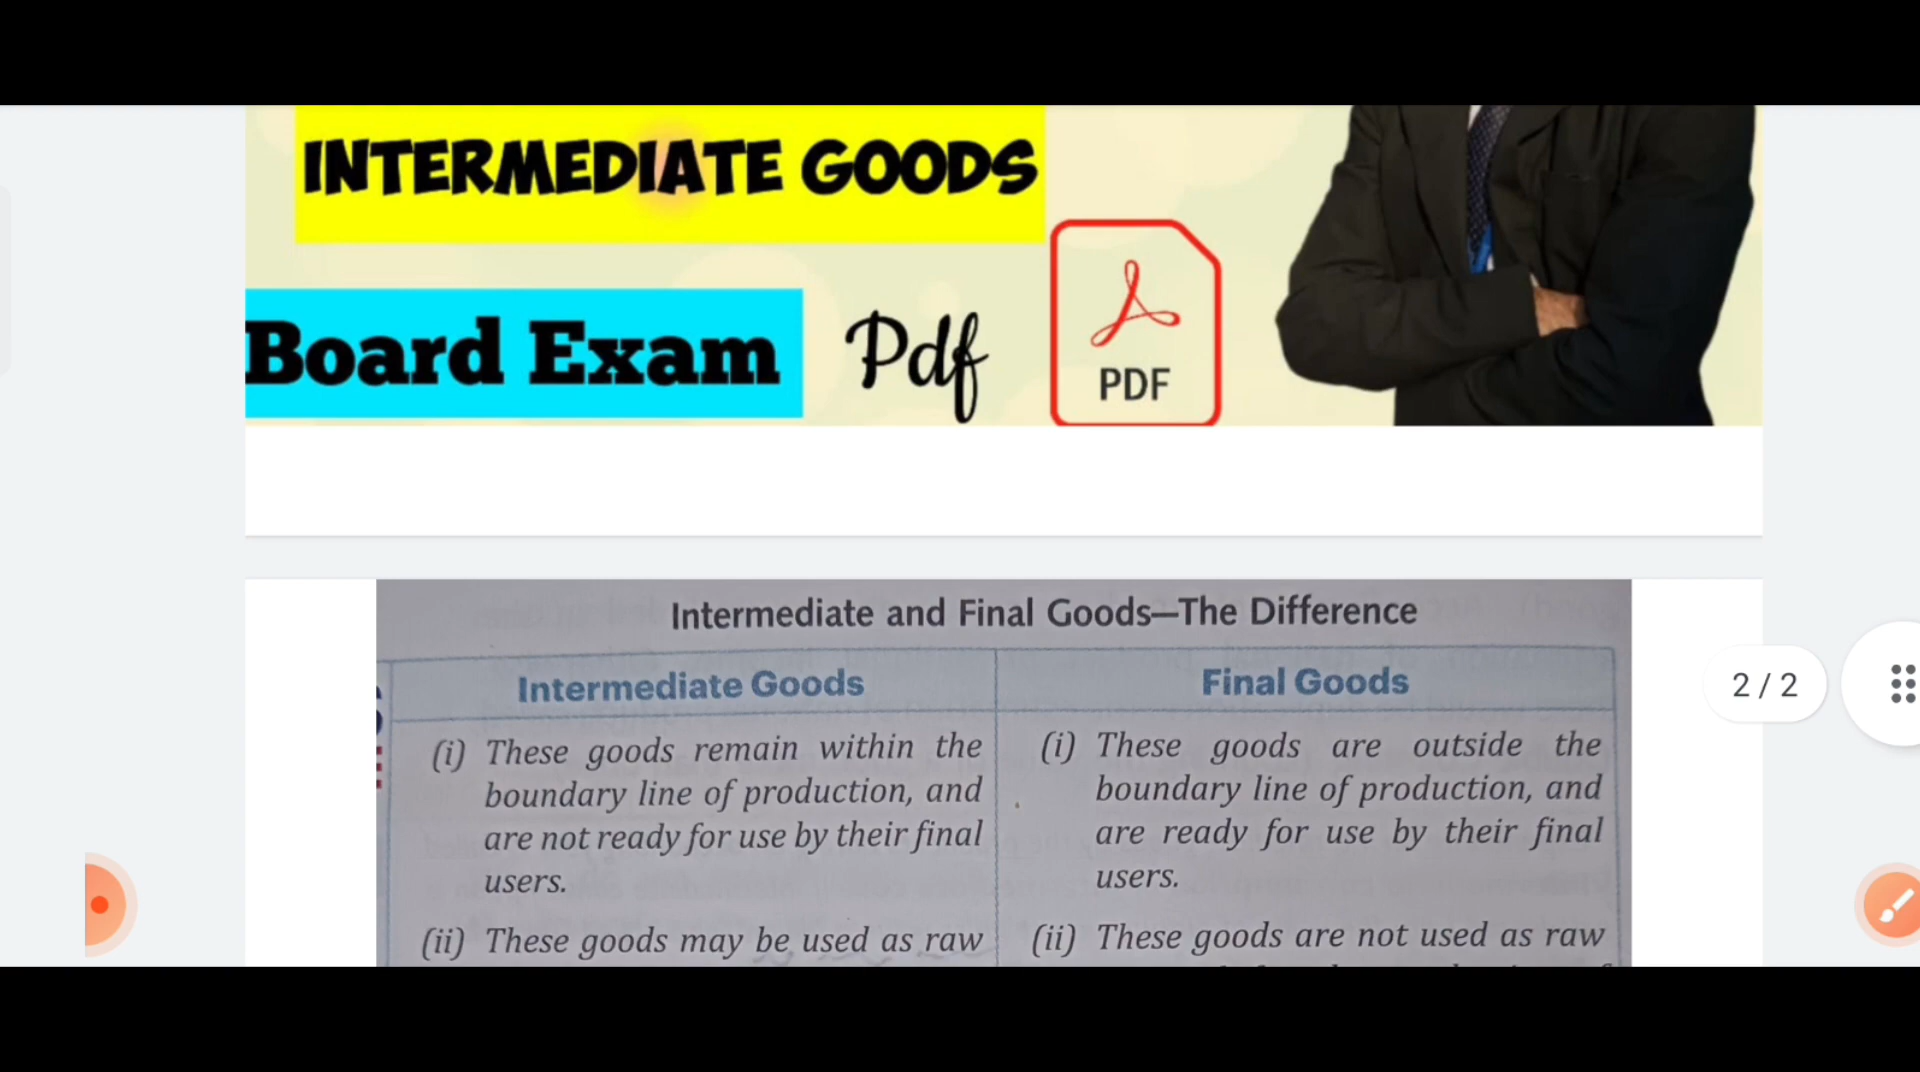 INTERMEDIATE GOODS
Board Exam Pdf
PDF
Intermediate and Final Goods—The Difference
Intermediate Goods
Final Goods
(i) These goods remain within the
boundary line of production, and
are not ready for use by their final
users.
(i) These goods are outside the
boundary line of production, and
are ready for use by their final
users.
(ii) These goods may be used as raw
(ii) These goods are not used as raw
2 / 2